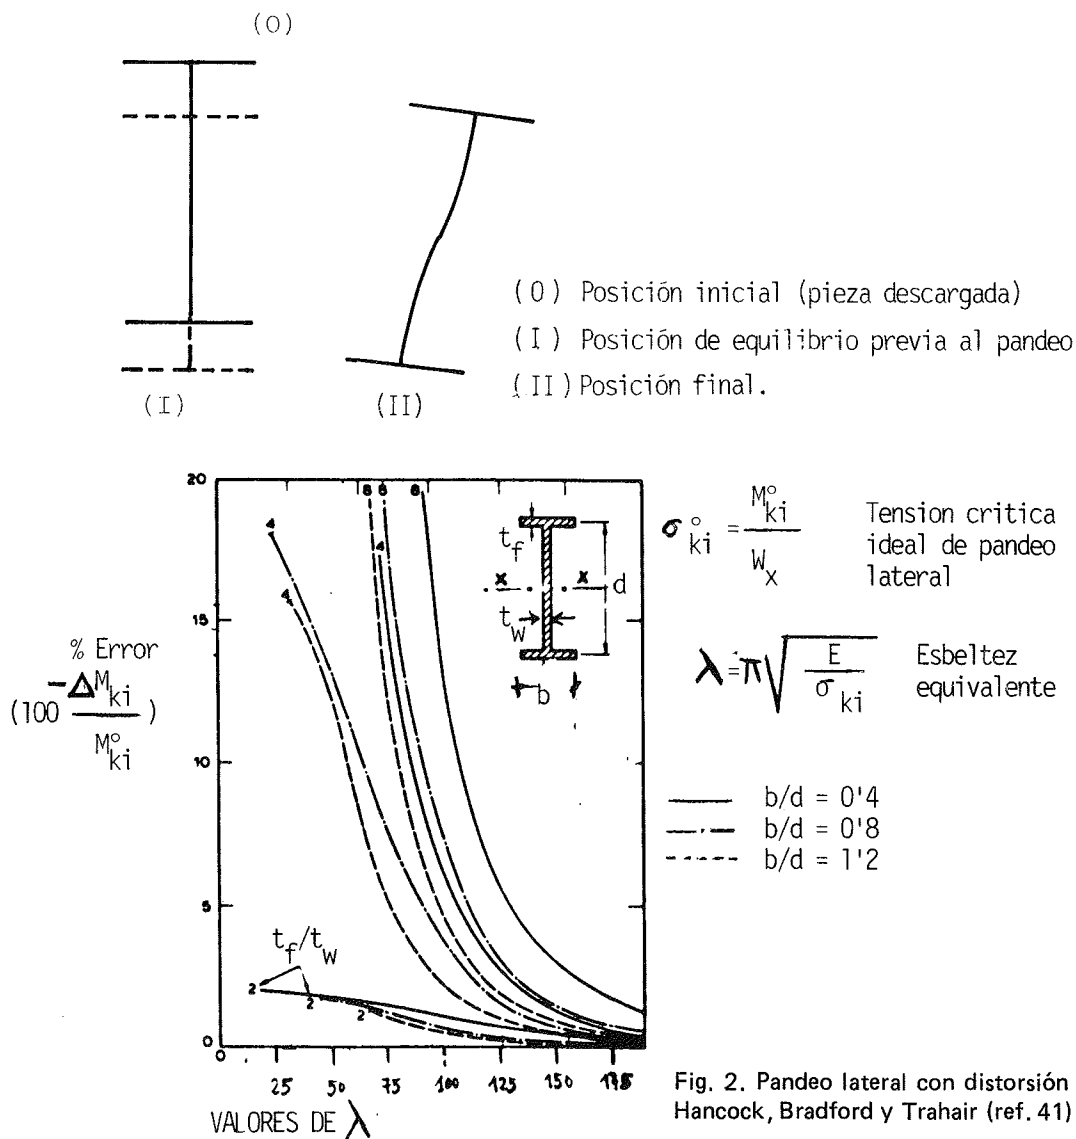 (O)
(I)
(II)
(O) Posición inicial (pieza descargada)
(I) Posición de equilibrio previa al pandeo
(II) Posición final.
% Error
(100 -ΔM_ki / M°_ki)
20
15
10
5
0
0
25 50 75 100 125 150 175
VALORES DE λ
4
4
8 8 8
4
t_f/t_w
2
2
2
t_f
x x
d
t_w
b
σ°_ki = M°_ki / W_x
Tension critica
ideal de pandeo
lateral
λ = π √(E / σ_ki)
Esbeltez
equivalente
b/d = 0'4
b/d = 0'8
b/d = 1'2
Fig. 2. Pandeo lateral con distorsión
Hancock, Bradford y Trahair (ref. 41)